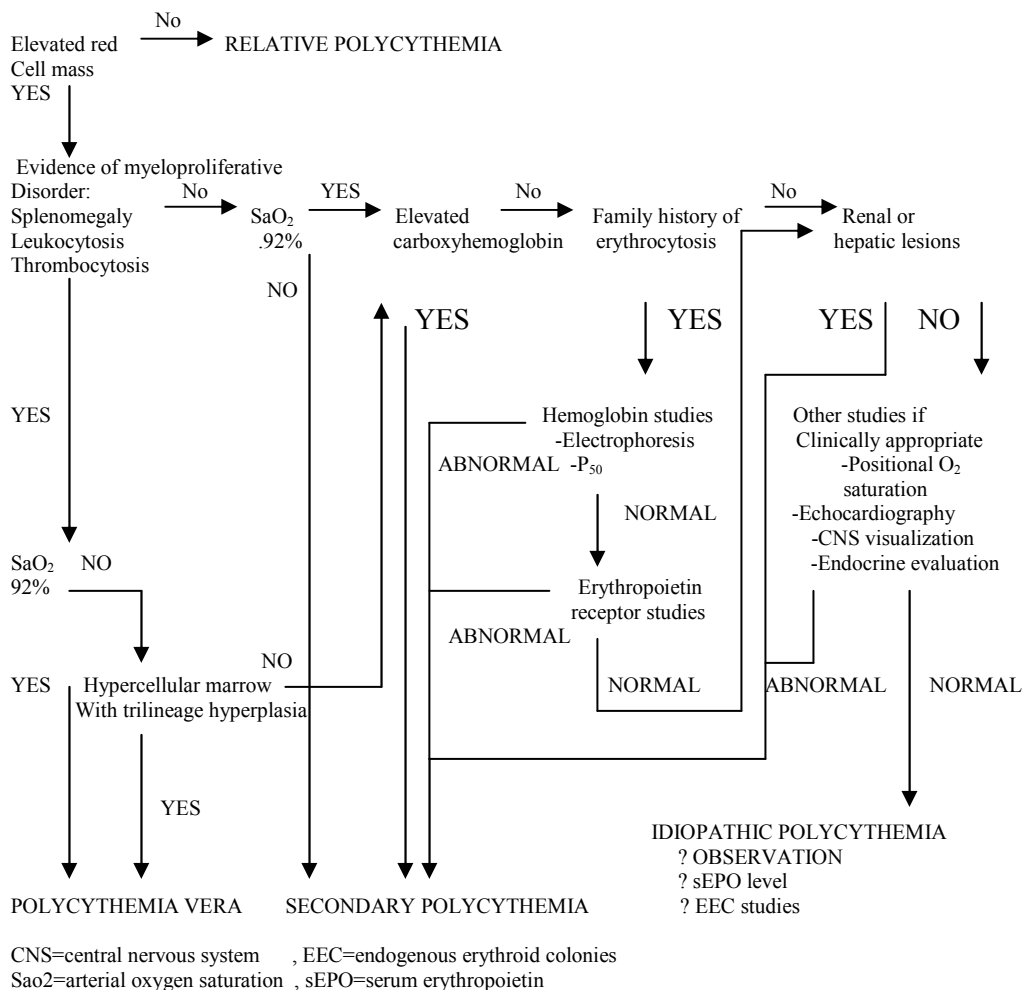 No
Elevated red
Cell mass
YES
RELATIVE POLYCYTHEMIA
Evidence of myeloproliferative
Disorder:
Splenomegaly
Leukocytosis
Thrombocytosis
No
SaO2
.92%
YES
NO
Elevated
carboxyhemoglobin
No
YES
Family history of
erythrocytosis
No
YES
Renal or
hepatic lesions
YES
NO
YES
Hemoglobin studies
-Electrophoresis
-P50
ABNORMAL
NORMAL
Erythropoietin
receptor studies
ABNORMAL
NORMAL
Other studies if
Clinically appropriate
-Positional O2
saturation
-Echocardiography
-CNS visualization
-Endocrine evaluation
ABNORMAL
NORMAL
SaO2
92%
NO
YES
Hypercellular marrow
With trilineage hyperplasia
NO
YES
POLYCYTHEMIA VERA
SECONDARY POLYCYTHEMIA
IDIOPATHIC POLYCYTHEMIA
? OBSERVATION
? sEPO level
? EEC studies
CNS=central nervous system , EEC=endogenous erythroid colonies
Sao2=arterial oxygen saturation , sEPO=serum erythropoietin